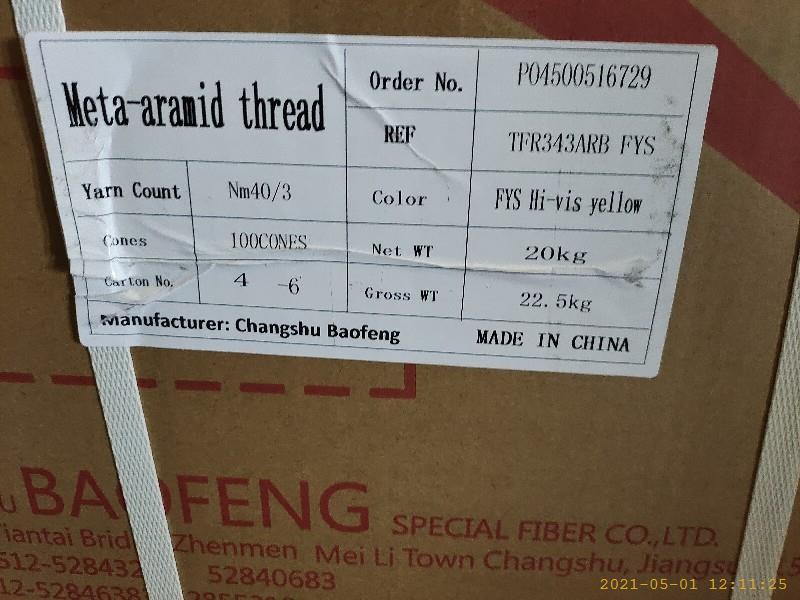 Meta-aramid thread
Order No. PO4500516729
REF TFR343ARB FYS
Yarn Count Nm40/3 Color FYS Hi-vis yellow
Cones 100CONES Net WT 20kg
Carton No. 4 -6 Gross WT 22.5kg
Manufacturer: Changshu Baofeng MADE IN CHINA
U BAOFENG SPECIAL FIBER CO.,LTD.
Zhenmen Mei Li Town Changshu,
52840683
2021-05-01 12:11:25